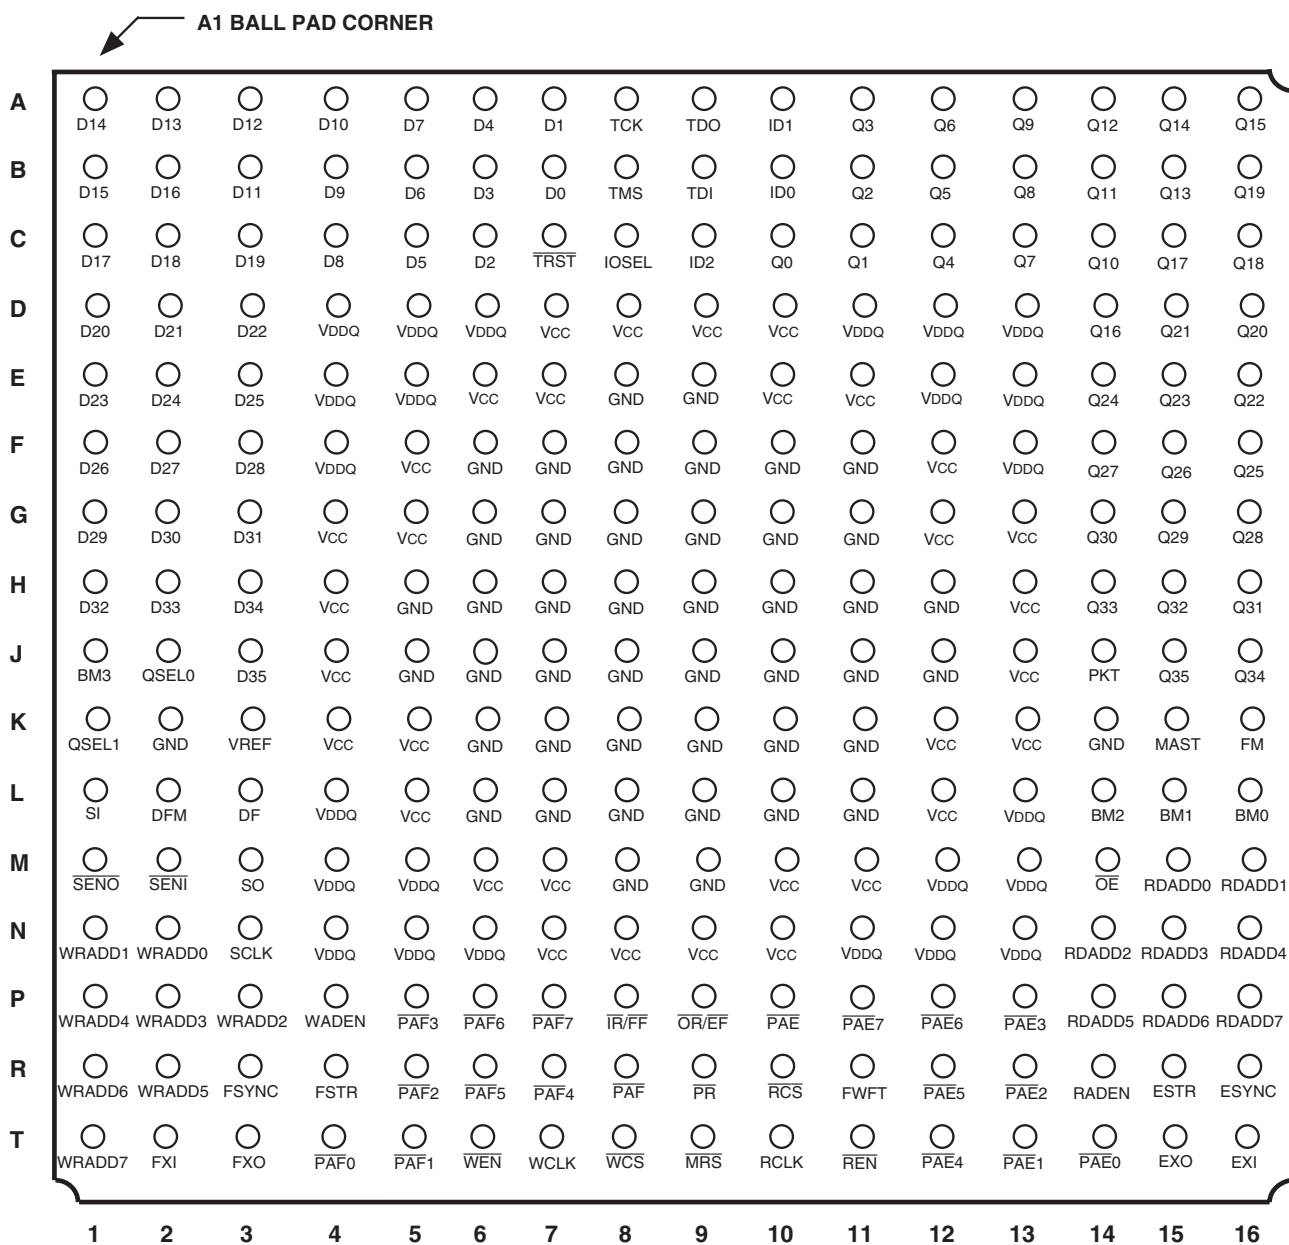 A1 BALL PAD CORNER
A
D14 D13 D12 D10 D7 D4 D1 TCK TDO ID1 Q3 Q6 Q9 Q12 Q14 Q15
B
D15 D16 D11 D9 D6 D3 D0 TMS TDI ID0 Q2 Q5 Q8 Q11 Q13 Q19
C
D17 D18 D19 D8 D5 D2 TRST IOSEL ID2 Q0 Q1 Q4 Q7 Q10 Q17 Q18
D
D20 D21 D22 VDDQ VDDQ VDDQ VCC VCC VCC VCC VDDQ VDDQ VDDQ Q16 Q21 Q20
E
D23 D24 D25 VDDQ VDDQ VCC VCC GND GND VCC VCC VDDQ VDDQ Q24 Q23 Q22
F
D26 D27 D28 VDDQ VCC GND GND GND GND GND GND VCC VDDQ Q27 Q26 Q25
G
D29 D30 D31 VCC VCC GND GND GND GND GND GND VCC VCC Q30 Q29 Q28
H
D32 D33 D34 VCC GND GND GND GND GND GND GND GND VCC Q33 Q32 Q31
J
BM3 QSEL0 D35 VCC GND GND GND GND GND GND GND GND VCC PKT Q35 Q34
K
QSEL1 GND VREF VCC VCC GND GND GND GND GND GND VCC VCC GND MAST FM
L
SI DFM DF VDDQ VCC GND GND GND GND GND GND VCC VDDQ BM2 BM1 BM0
M
SENO SENI SO VDDQ VDDQ VCC VCC GND GND VCC VCC VDDQ VDDQ OE RDADD0 RDADD1
N
WRADD1 WRADD0 SCLK VDDQ VDDQ VDDQ VCC VCC VCC VCC VDDQ VDDQ VDDQ RDADD2 RDADD3 RDADD4
P
WRADD4 WRADD3 WRADD2 WADEN PAF3 PAF6 PAF7 IR/FF OR/EF PAE PAE7 PAE6 PAE3 RDADD5 RDADD6 RDADD7
R
WRADD6 WRADD5 FSYNC FSTR PAF2 PAF5 PAF4 PAF PR RCS FWFT PAE5 PAE2 RADEN ESTR ESYNC
T
WRADD7 FXI FXO PAF0 PAF1 WEN WCLK WCS MRS RCLK REN PAE4 PAE1 PAE0 EXO EXI
1 2 3 4 5 6 7 8 9 10 11 12 13 14 15 16